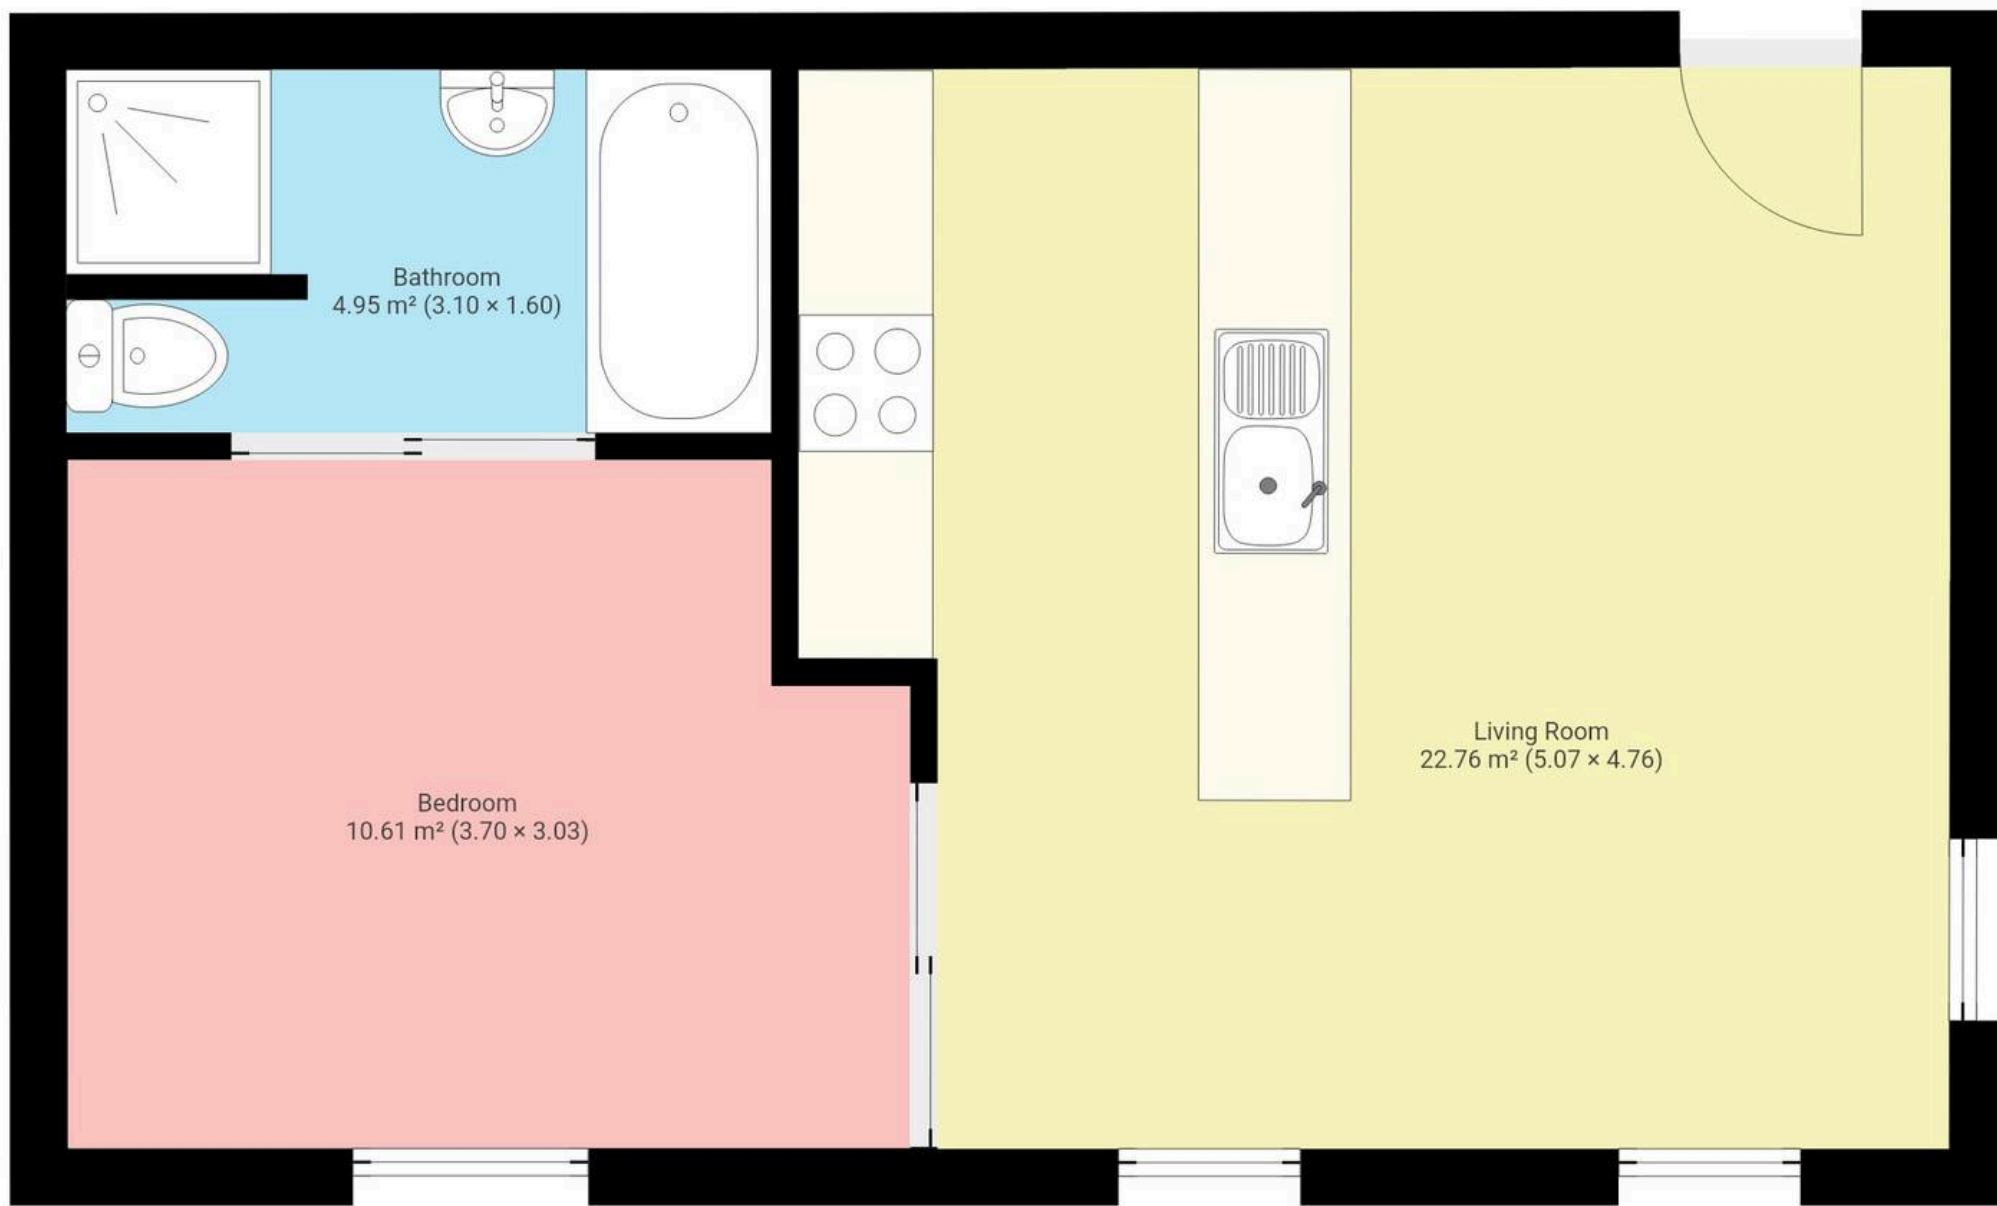 Bathroom
4.95 m² (3.10 × 1.60)
Living Room
22.76 m² (5.07 × 4.76)
Bedroom
10.61 m² (3.70 × 3.03)